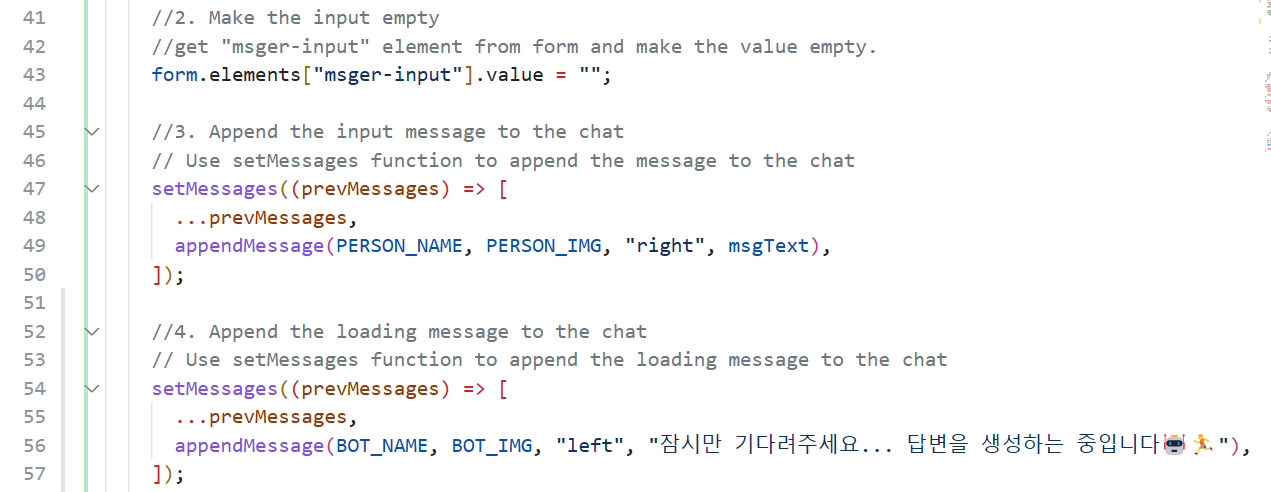 41 //2. Make the input empty
42 //get "msger-input" element from form and make the value empty.
43 form.elements["msger-input"].value = "";
44
45 //3. Append the input message to the chat
46 // Use setMessages function to append the message to the chat
47 setMessages((prevMessages) => [
48 ...prevMessages,
49 appendMessage(PERSON_NAME, PERSON_IMG, "right", msgText),
50 ]);
51
52 //4. Append the loading message to the chat
53 // Use setMessages function to append the loading message to the chat
54 setMessages((prevMessages) => [
55 ...prevMessages,
56 appendMessage(BOT_NAME, BOT_IMG, "left", "잠시만 기다려주세요... 답변을 생성하는 중입니다🤖🏃"),
57 ]);